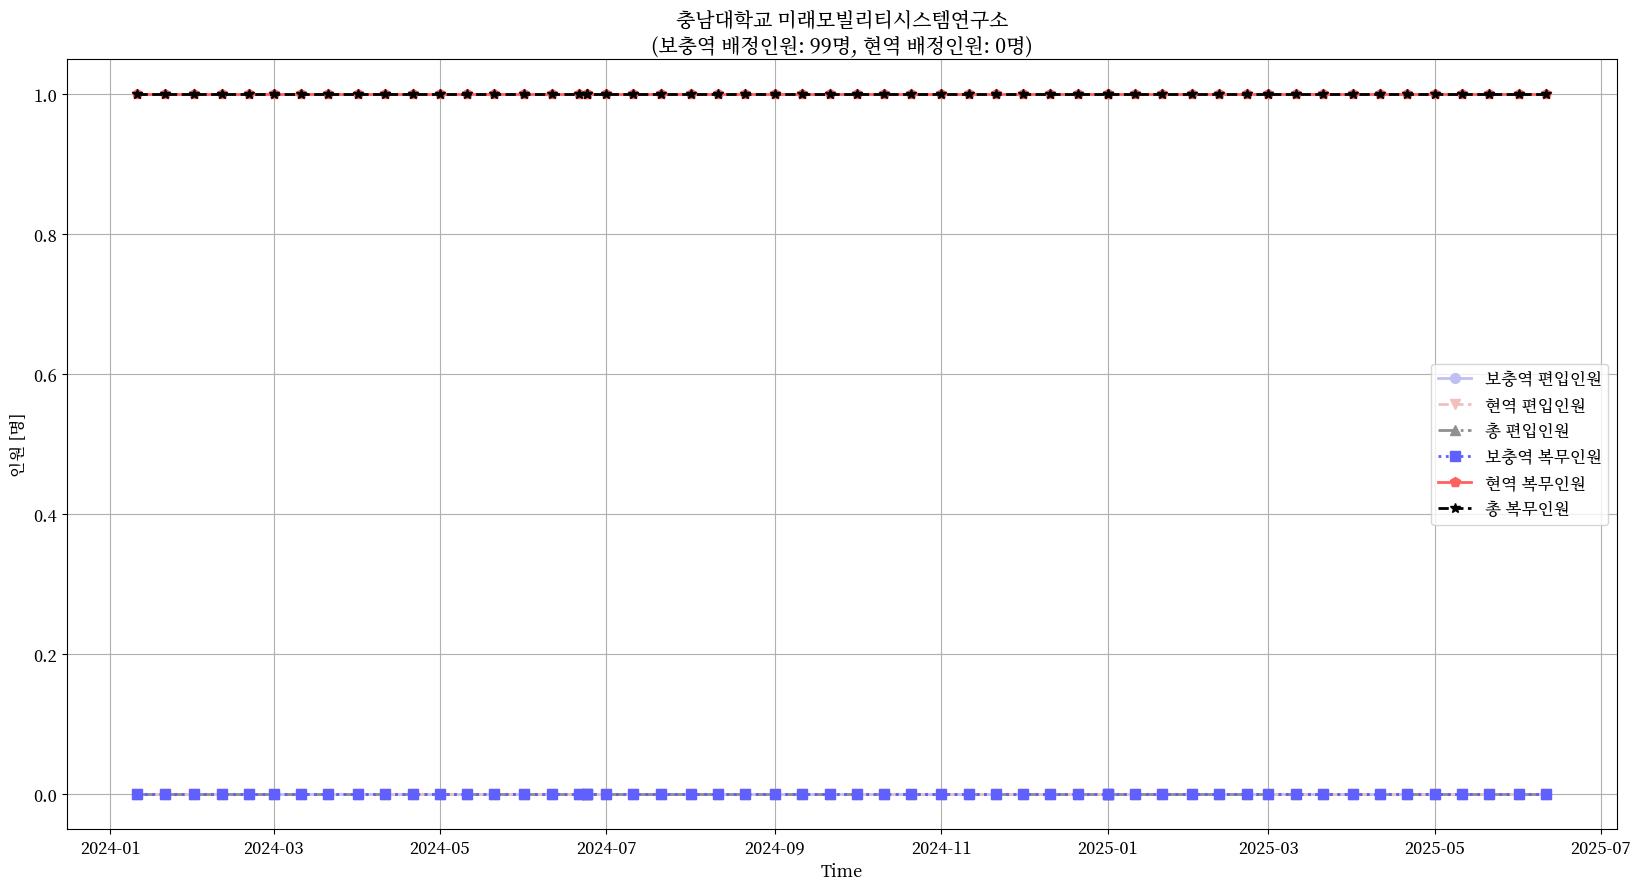 충남대학교 미래모빌리티시스템연구소
(보충역 배정인원: 99명, 현역 배정인원: 0명)
1.0
0.8
0.6
0.4
0.2
0.0
인원 [명]
보충역 편입인원
현역 편입인원
총 편입인원
보충역 복무인원
현역 복무인원
총 복무인원
2024-01 2024-03 2024-05 2024-07 2024-09 2024-11 2025-01 2025-03 2025-05 2025-07
Time